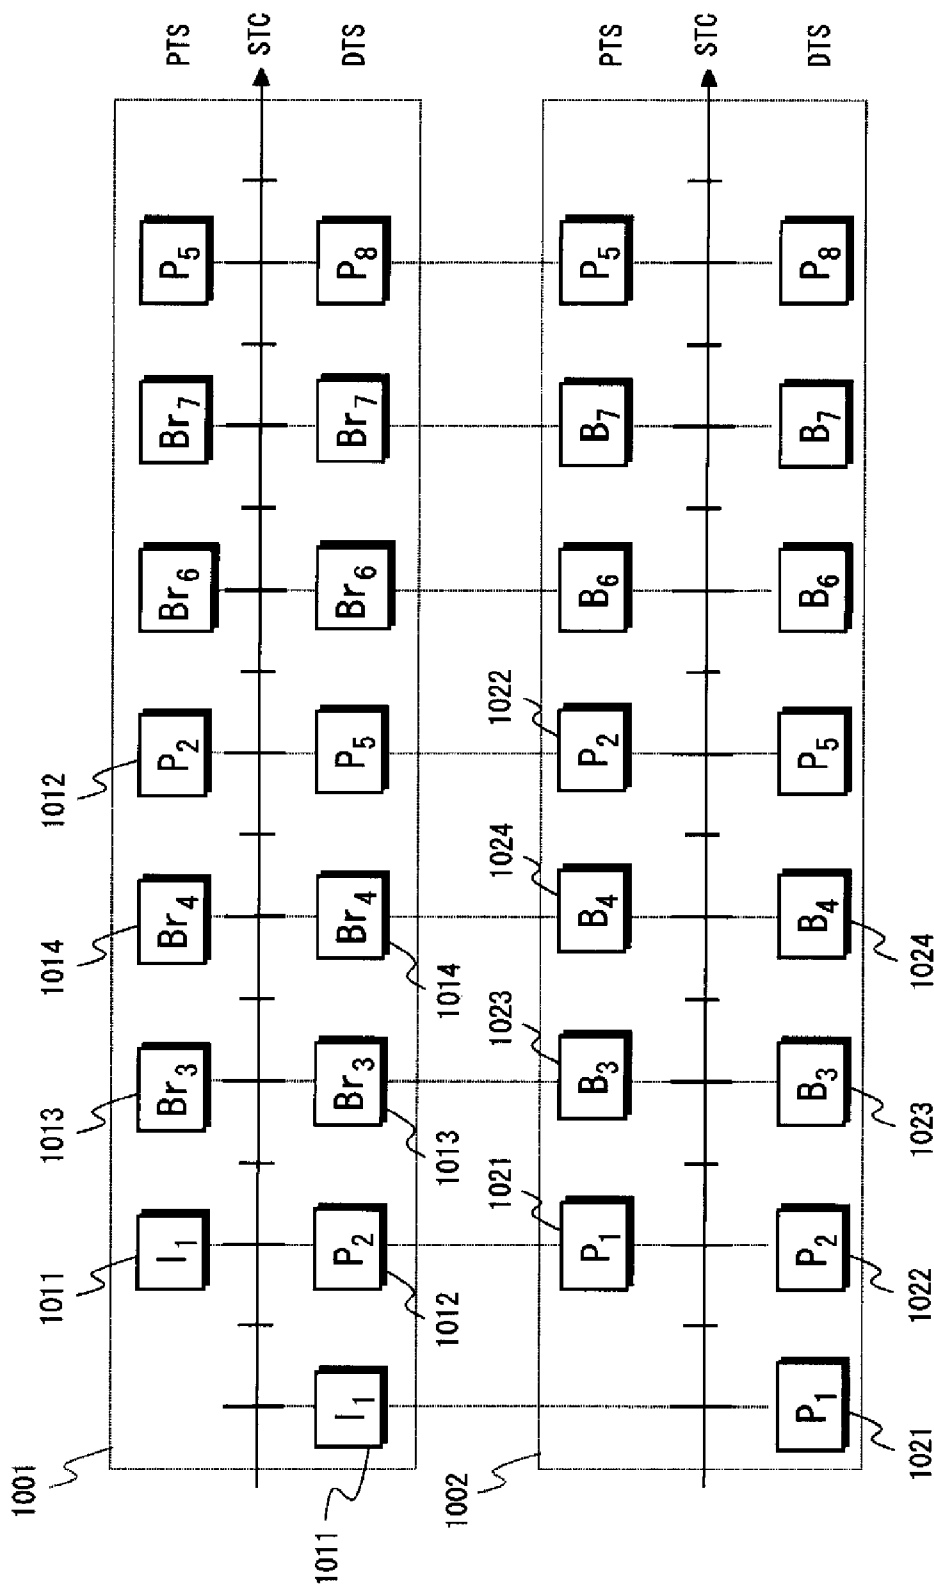 1001
1011
1013
1014
1012
I1 Br3 Br4 P2 Br6 Br7 P5
PTS
STC
I1 P2 Br3 Br4 P5 Br6 Br7 P8
DTS
1011
1012
1013
1014
1002
1021
1023
1024
1022
P1 B3 B4 P2 B6 B7 P5
PTS
STC
P1 P2 B3 B4 P5 B6 B7 P8
DTS
1021
1022
1023
1024